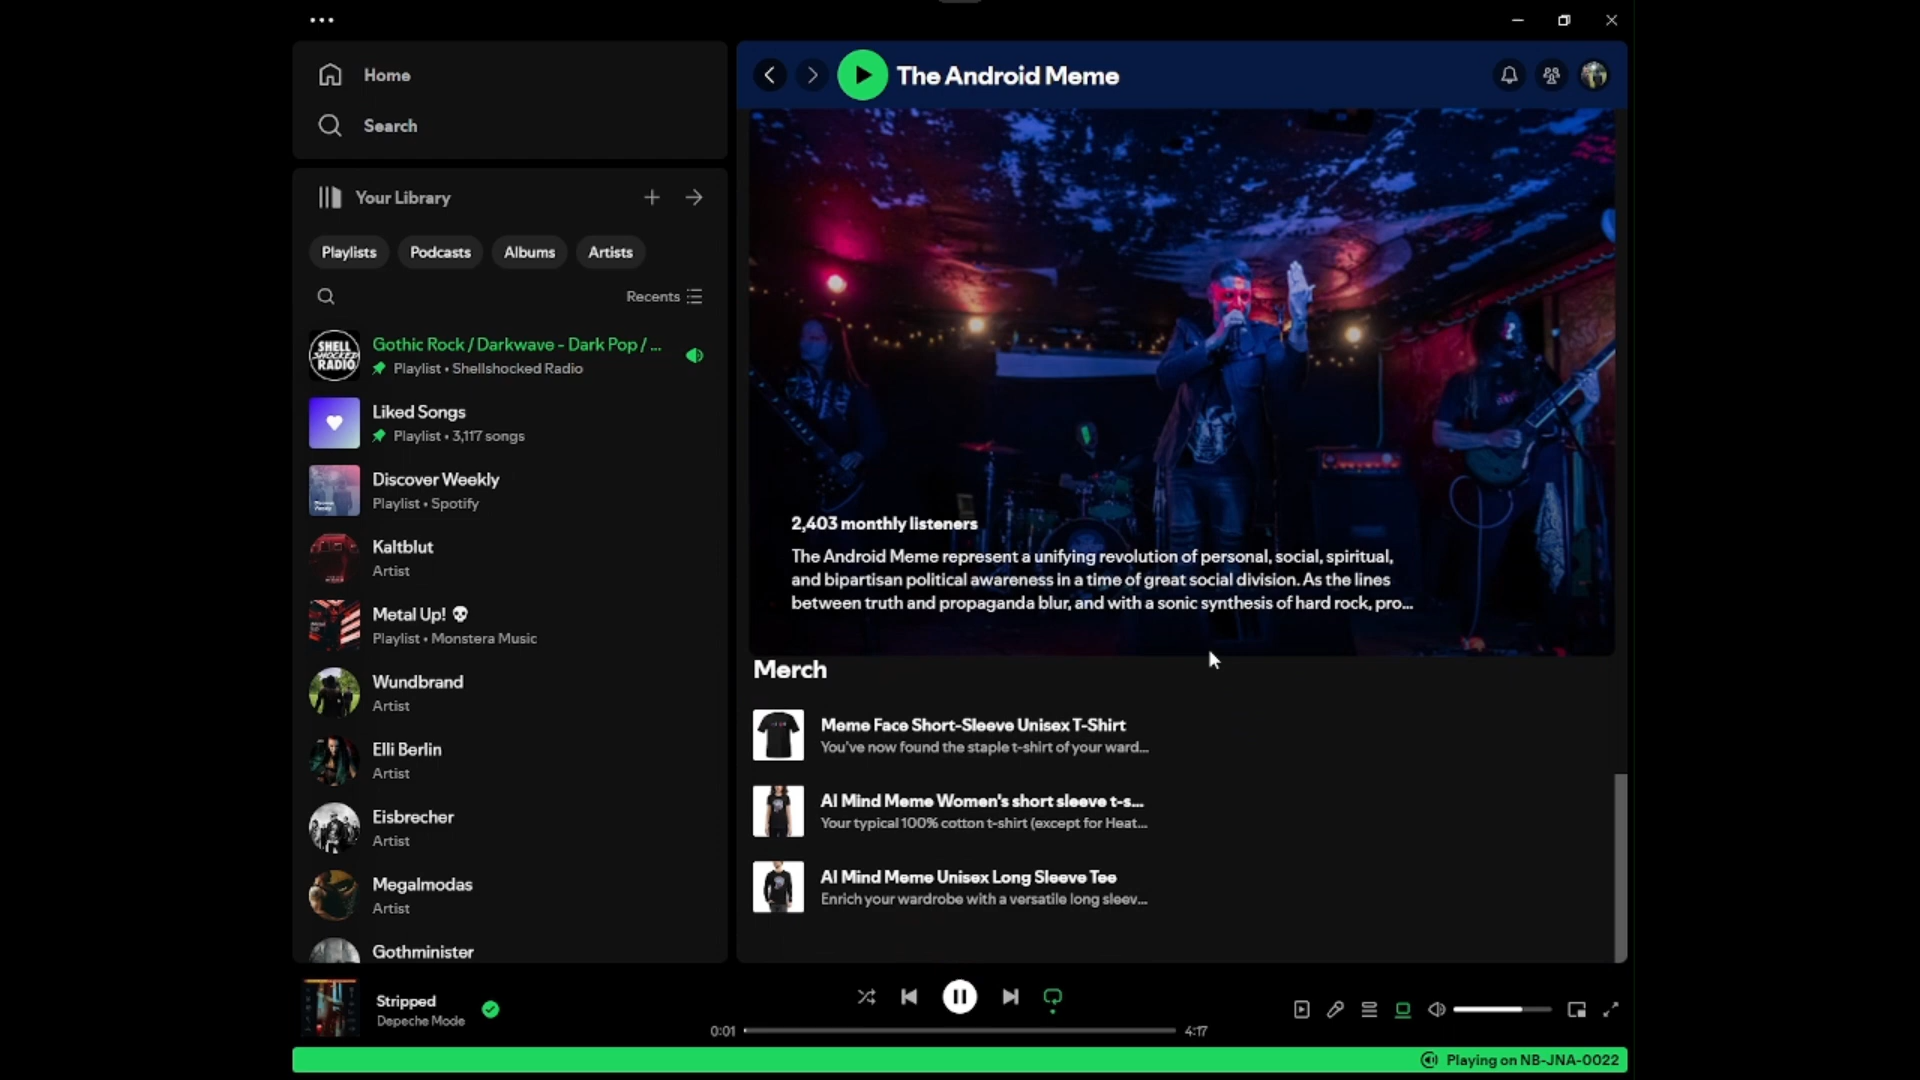 Home
Search
Your Library
Playlists
Podcasts
Albums
Artists
Recents
SHELL
SHOCKED
RADIO
Gothic Rock / Darkwave - Dark Pop / ...
Playlist • Shellshocked Radio
Liked Songs
Playlist • 3,117 songs
Discover Weekly
Playlist • Spotify
Kaltblut
Artist
Metal Up! 💀
Playlist • Monstera Music
Wundbrand
Artist
Elli Berlin
Artist
Eisbrecher
Artist
Megalmodas
Artist
Gothminister
The Android Meme
2,403 monthly listeners
The Android Meme represent a unifying revolution of personal, social, spiritual,
and bipartisan political awareness in a time of great social division. As the lines
between truth and propaganda blur, and with a sonic synthesis of hard rock, pro...
Merch
Meme Face Short-Sleeve Unisex T-Shirt
You've now found the staple t-shirt of your ward...
AI Mind Meme Women's short sleeve t-s...
Your typical 100% cotton t-shirt (except for Heat...
AI Mind Meme Unisex Long Sleeve Tee
Enrich your wardrobe with a versatile long sleev...
Stripped
Depeche Mode
0:01
4:17
Playing on NB-JNA-0022